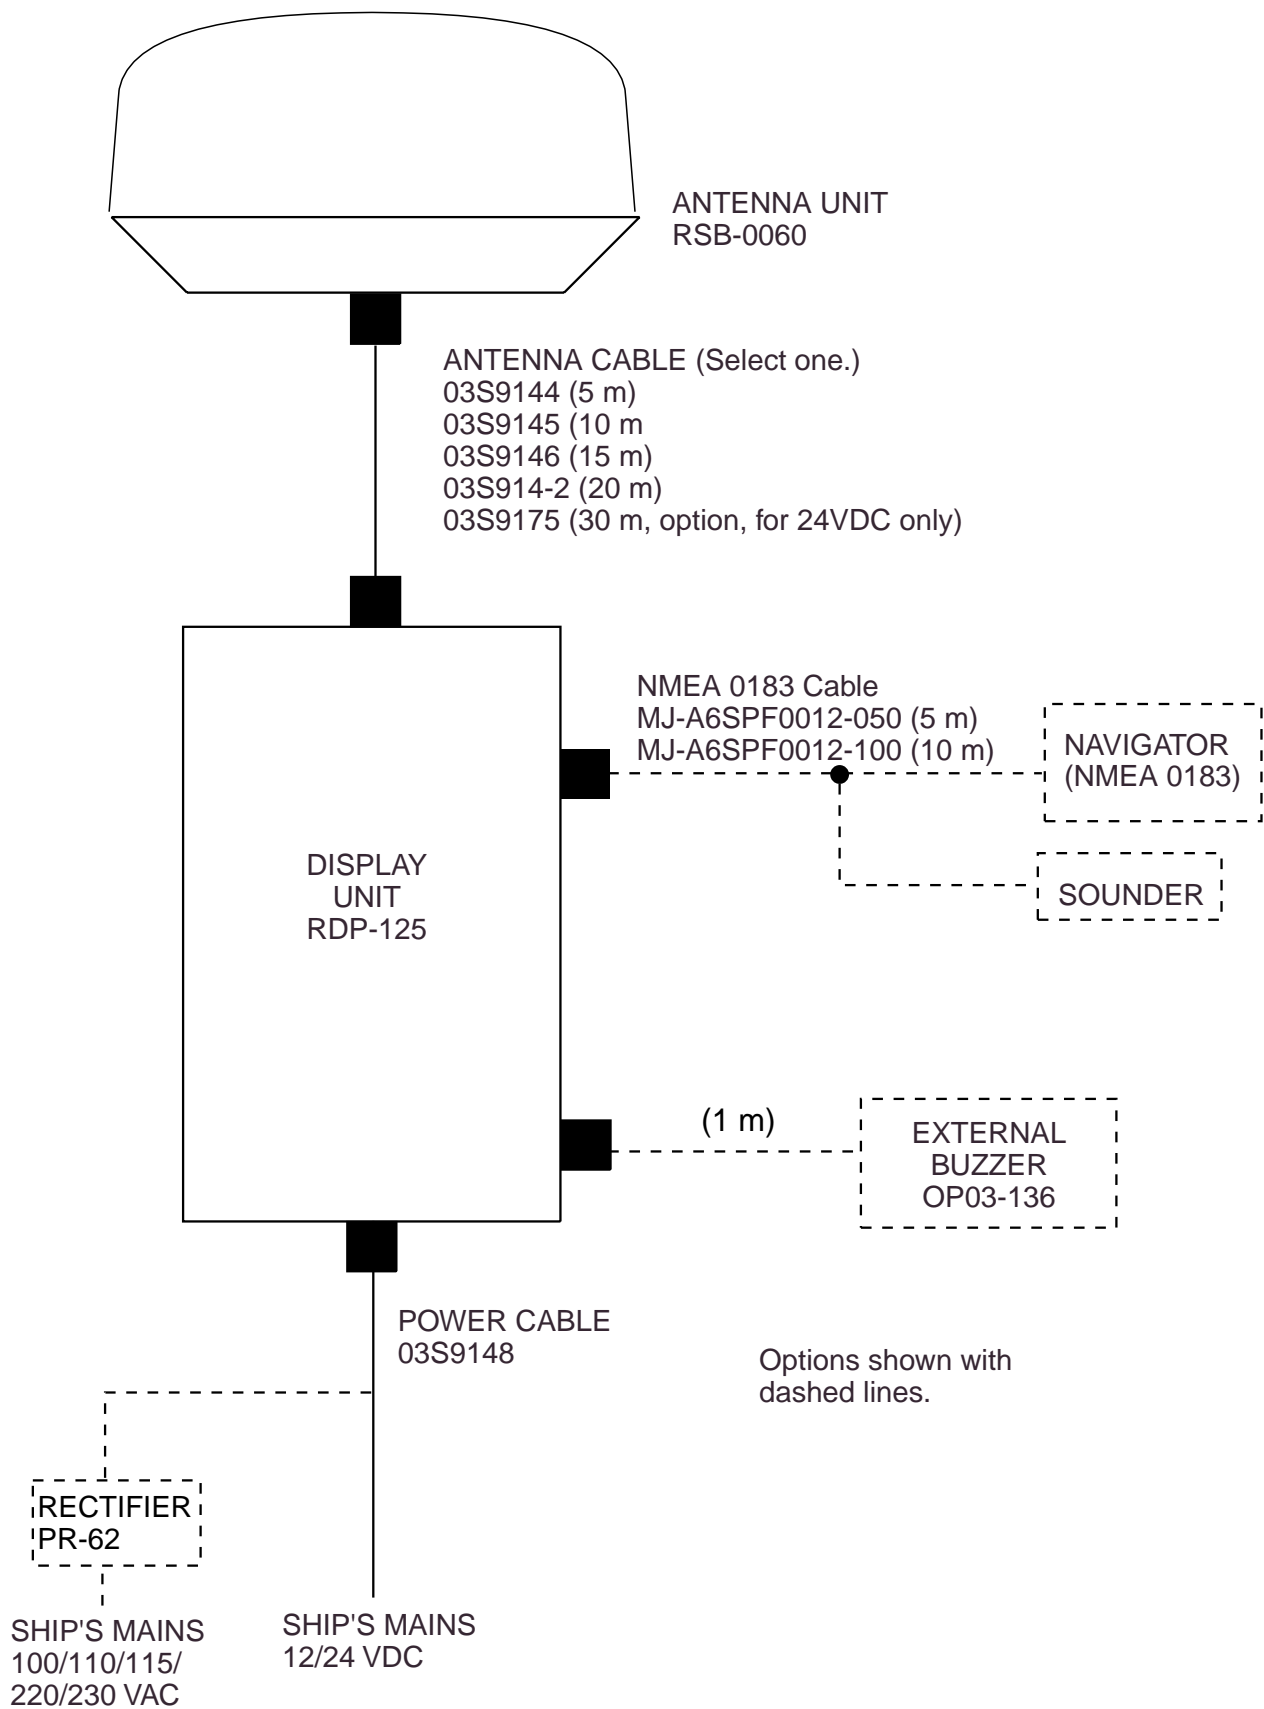 ANTENNA UNIT
RSB-0060
ANTENNA CABLE (Select one.)
03S9144 (5 m)
03S9145 (10 m
03S9146 (15 m)
03S914-2 (20 m)
03S9175 (30 m, option, for 24VDC only)
NMEA 0183 Cable
MJ-A6SPF0012-050 (5 m)
MJ-A6SPF0012-100 (10 m)
NAVIGATOR
(NMEA 0183)
SOUNDER
DISPLAY
UNIT
RDP-125
(1 m)
EXTERNAL
BUZZER
OP03-136
POWER CABLE
03S9148
Options shown with
dashed lines.
RECTIFIER
PR-62
SHIP'S MAINS
100/110/115/
220/230 VAC
SHIP'S MAINS
12/24 VDC